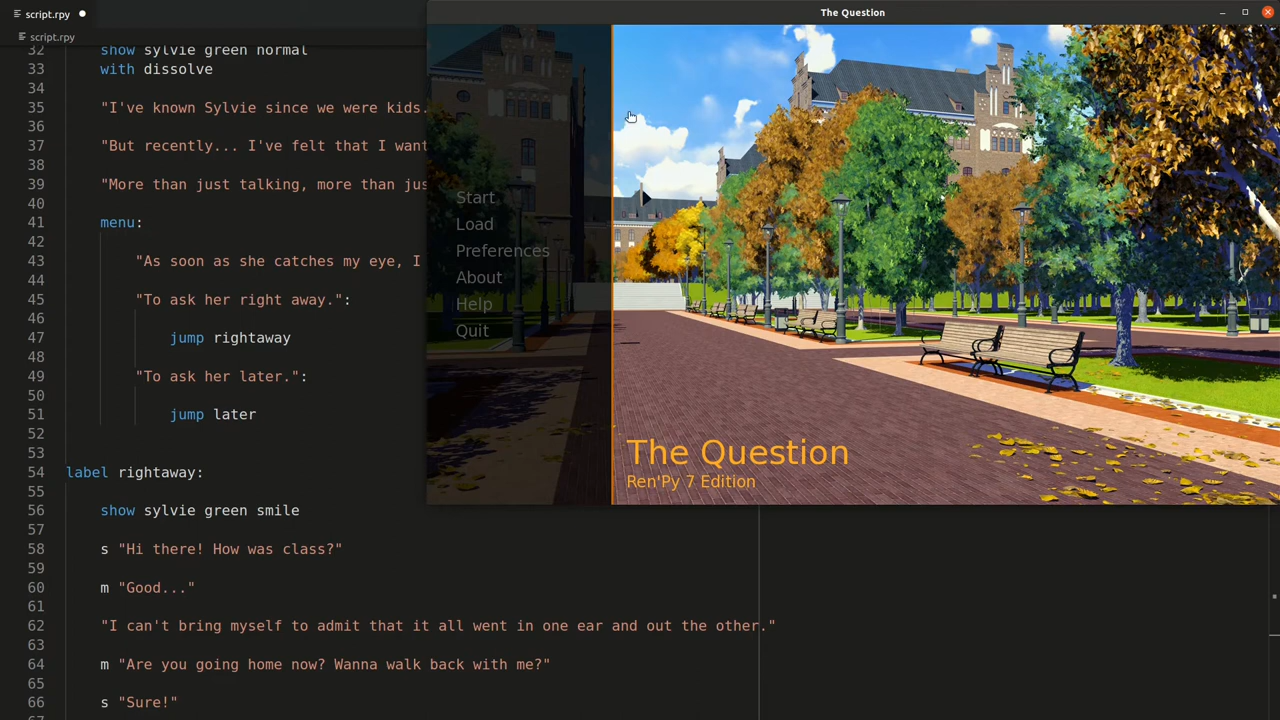 script.rpy
script.rpy
The Question
32 show sylvie green normal
33 with dissolve
34
35 "I've known Sylvie since we were kids.
36
37 "But recently... I've felt that I want
38
39 "More than just talking, more than jus
40
41 menu:
42
43 "As soon as she catches my eye, I
44
45 "To ask her right away.":
46
47 jump rightaway
48
49 "To ask her later.":
50
51 jump later
52
53
54 label rightaway:
55
56 show sylvie green smile
57
58 s "Hi there! How was class?"
59
60 m "Good..."
61
62 "I can't bring myself to admit that it all went in one ear and out the other."
63
64 m "Are you going home now? Wanna walk back with me?"
65
66 s "Sure!"
Start
Load
Preferences
About
Help
Quit
The Question
Ren'Py 7 Edition